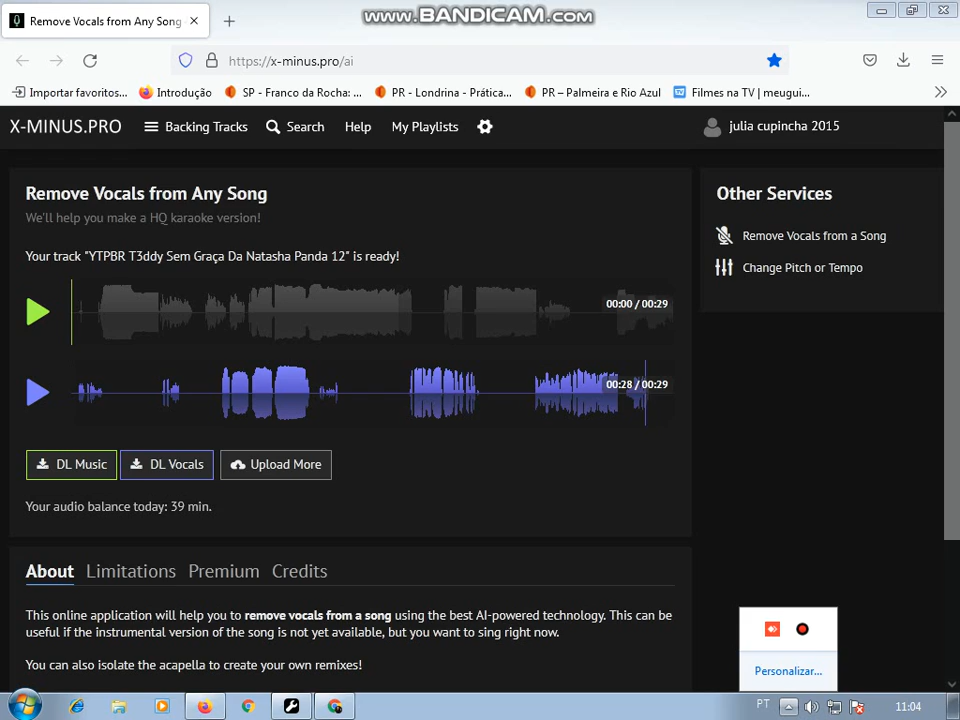 www.BANDICAM.com
Remove Vocals from Any Song
https://x-minus.pro/ai
Importar favoritos... Introdução SP - Franco da Rocha: ... PR - Londrina - Prática... PR – Palmeira e Rio Azul Filmes na TV | meugui...
X-MINUS.PRO Backing Tracks Search Help My Playlists julia cupincha 2015
Remove Vocals from Any Song
We'll help you make a HQ karaoke version!
Your track "YTPBR T3ddy Sem Graça Da Natasha Panda 12" is ready!
00:00 / 00:29
00:28 / 00:29
DL Music DL Vocals Upload More
Your audio balance today: 39 min.
Other Services
Remove Vocals from a Song
Change Pitch or Tempo
About Limitations Premium Credits
This online application will help you to remove vocals from a song using the best AI-powered technology. This can be
useful if the instrumental version of the song is not yet available, but you want to sing right now.
You can also isolate the acapella to create your own remixes!
Personalizar...
PT 11:04